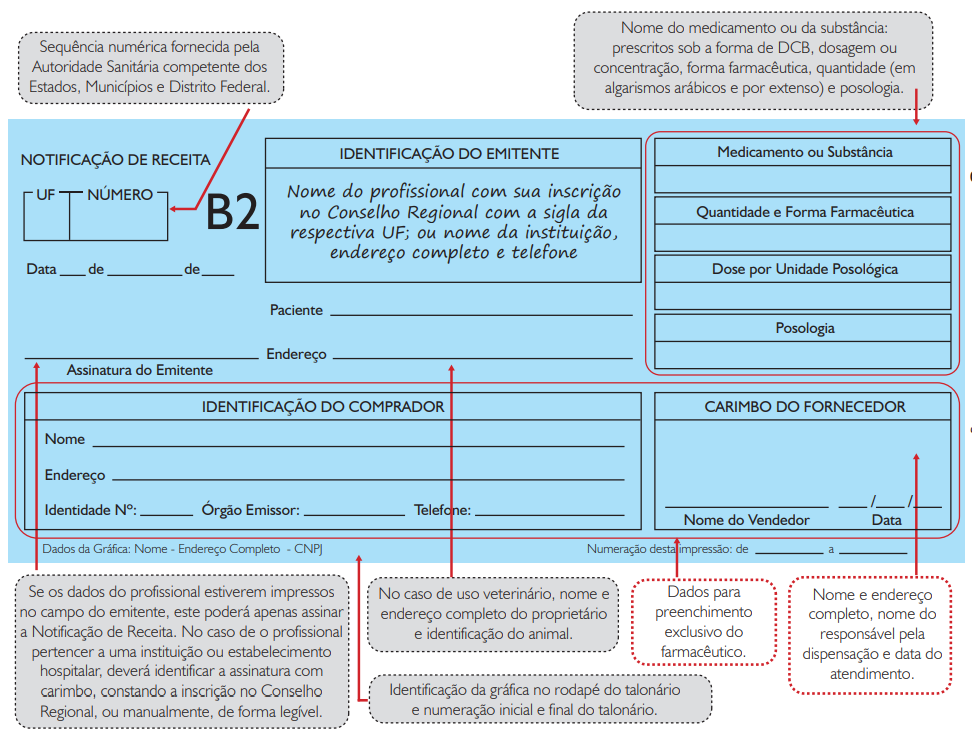 Sequência numérica fornecida pela
Autoridade Sanitária competente dos
Estados, Municípios e Distrito Federal.
Nome do medicamento ou da substância:
prescritos sob a forma de DCB, dosagem ou
concentração, forma farmacêutica, quantidade (em
algarismos arábicos e por extenso) e posologia.
NOTIFICAÇÃO DE RECEITA
UF NÚMERO
B2
Data ___ de __________ de ____
IDENTIFICAÇÃO DO EMITENTE
Nome do profissional com sua inscrição
no Conselho Regional com a sigla da
respectiva UF; ou nome da instituição,
endereço completo e telefone
Medicamento ou Substância
Quantidade e Forma Farmacêutica
Dose por Unidade Posológica
Posologia
Paciente
Endereço
Assinatura do Emitente
IDENTIFICAÇÃO DO COMPRADOR
Nome
Endereço
Identidade Nº: Órgão Emissor: Telefone:
CARIMBO DO FORNECEDOR
___ /___ /___
Nome do Vendedor Data
Dados da Gráfica: Nome - Endereço Completo - CNPJ
Numeração desta impressão: de ________ a ________
Se os dados do profissional estiverem impressos
no campo do emitente, este poderá apenas assinar
a Notificação de Receita. No caso de o profissional
pertencer a uma instituição ou estabelecimento
hospitalar, deverá identificar a assinatura com
carimbo, constando a inscrição no Conselho
Regional, ou manualmente, de forma legível.
No caso de uso veterinário, nome e
endereço completo do proprietário
e identificação do animal.
Dados para
preenchimento
exclusivo do
farmacêutico.
Nome e endereço
completo, nome do
responsável pela
dispensação e data do
atendimento.
Identificação da gráfica no rodapé do talonário
e numeração inicial e final do talonário.